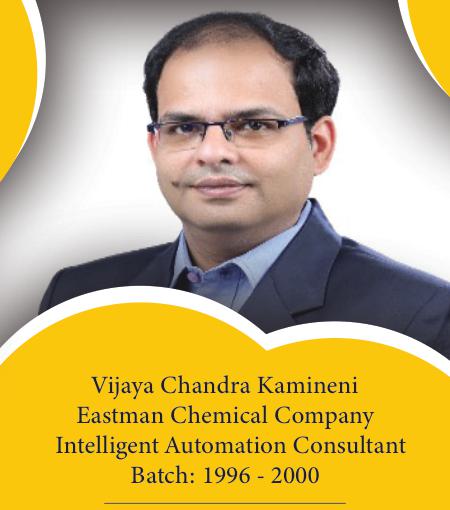 Vijaya Chandra Kamineni
Eastman Chemical Company
Intelligent Automation Consultant
Batch: 1996 - 2000